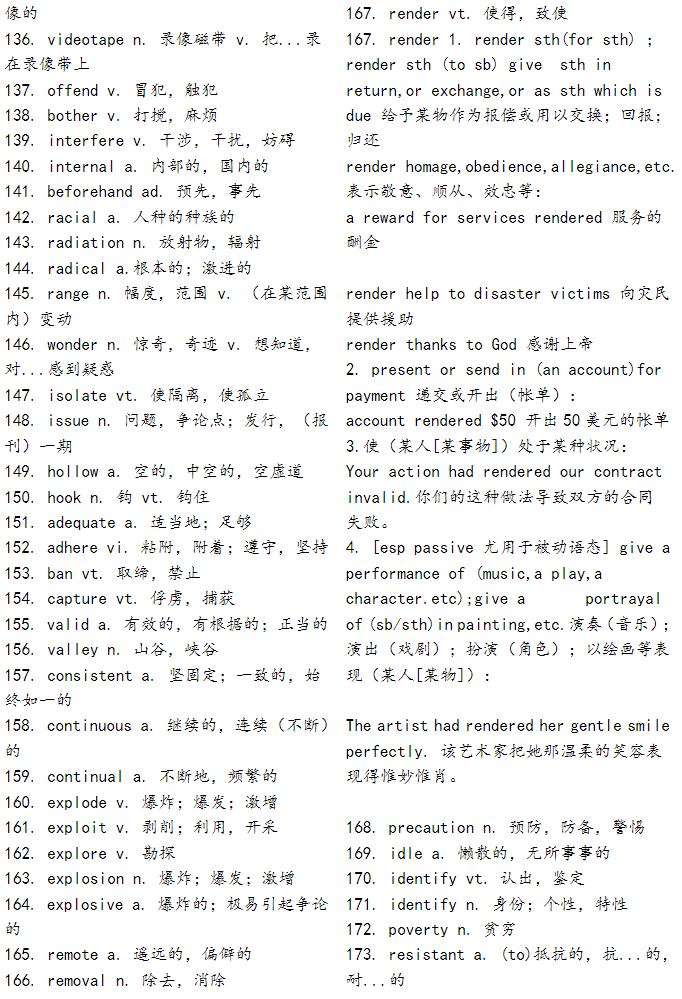 像的
136. videotape n. 录像磁带 v. 把...录
在录像带上
137. offend v. 冒犯，触犯
138. bother v. 打搅，麻烦
139. interfere v. 干涉，干扰，妨碍
140. internal a. 内部的，国内的
141. beforehand ad. 预先，事先
142. racial a. 人种的种族的
143. radiation n. 放射物，辐射
144. radical a.根本的；激进的
145. range n. 幅度，范围 v. （在某范围
内）变动
146. wonder n. 惊奇，奇迹 v. 想知道，
对...感到疑惑
147. isolate vt. 使隔离，使孤立
148. issue n. 问题，争论点；发行，（报
刊）一期
149. hollow a. 空的，中空的，空虚道
150. hook n. 钩 vt. 钩住
151. adequate a. 适当地；足够
152. adhere vi. 粘附，附着；遵守，坚持
153. ban vt. 取缔，禁止
154. capture vt. 俘虏，捕获
155. valid a. 有效的，有根据的；正当的
156. valley n. 山谷，峡谷
157. consistent a. 坚固定；一致的，始
终如一的
158. continuous a. 继续的，连续（不断）
的
159. continual a. 不断地，频繁的
160. explode v. 爆炸；爆发；激增
161. exploit v. 剥削；利用，开采
162. explore v. 勘探
163. explosion n. 爆炸；爆发；激增
164. explosive a. 爆炸的；极易引起争论
的
165. remote a. 遥远的，偏僻的
166. removal n. 除去，消除
167. render vt. 使得，致使
167. render 1. render sth(for sth) ；
render sth (to sb) give sth in
return,or exchange,or as sth which is
due 给予某物作为报偿或用以交换；回报；
归还
render homage,obedience,allegiance,etc.
表示敬意、顺从、效忠等：
a reward for services rendered 服务的
酬金
render help to disaster victims 向灾民
提供援助
render thanks to God 感谢上帝
2. present or send in (an account)for
payment 递交或开出（帐单）：
account rendered $50 开出50美元的帐单
3.使（某人[某事物]）处于某种状况：
Your action had rendered our contract
invalid.你们的这种做法导致双方的合同
失败。
4. [esp passive 尤用于被动语态] give a
performance of (music,a play,a
character.etc);give a portrayal
of(sb/sth)in painting,etc.演奏（音乐）；
演出（戏剧）；扮演（角色）；以绘画等表
现（某人[某物]）：
The artist had rendered her gentle smile
perfectly. 该艺术家把她那温柔的笑容表
现得惟妙惟肖。
168. precaution n. 预防，防备，警惕
169. idle a. 懒散的，无所事事的
170. identify vt. 认出，鉴定
171. identify n. 身份；个性，特性
172. poverty n. 贫穷
173. resistant a. (to)抵抗的，抗...的，
耐...的